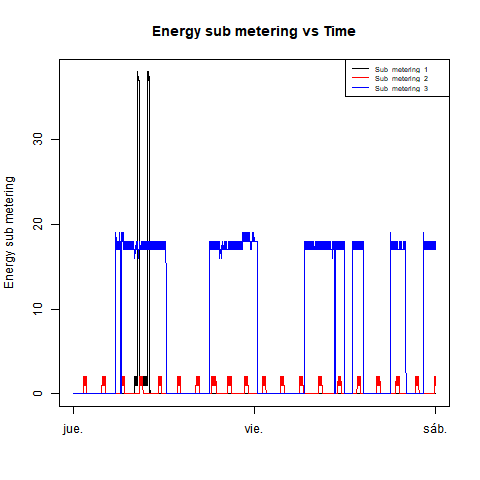 Energy sub metering vs Time
Sub metering 1
Sub metering 2
Sub metering 3
Energy sub metering
30
20
10
0
jue.
vie.
sáb.